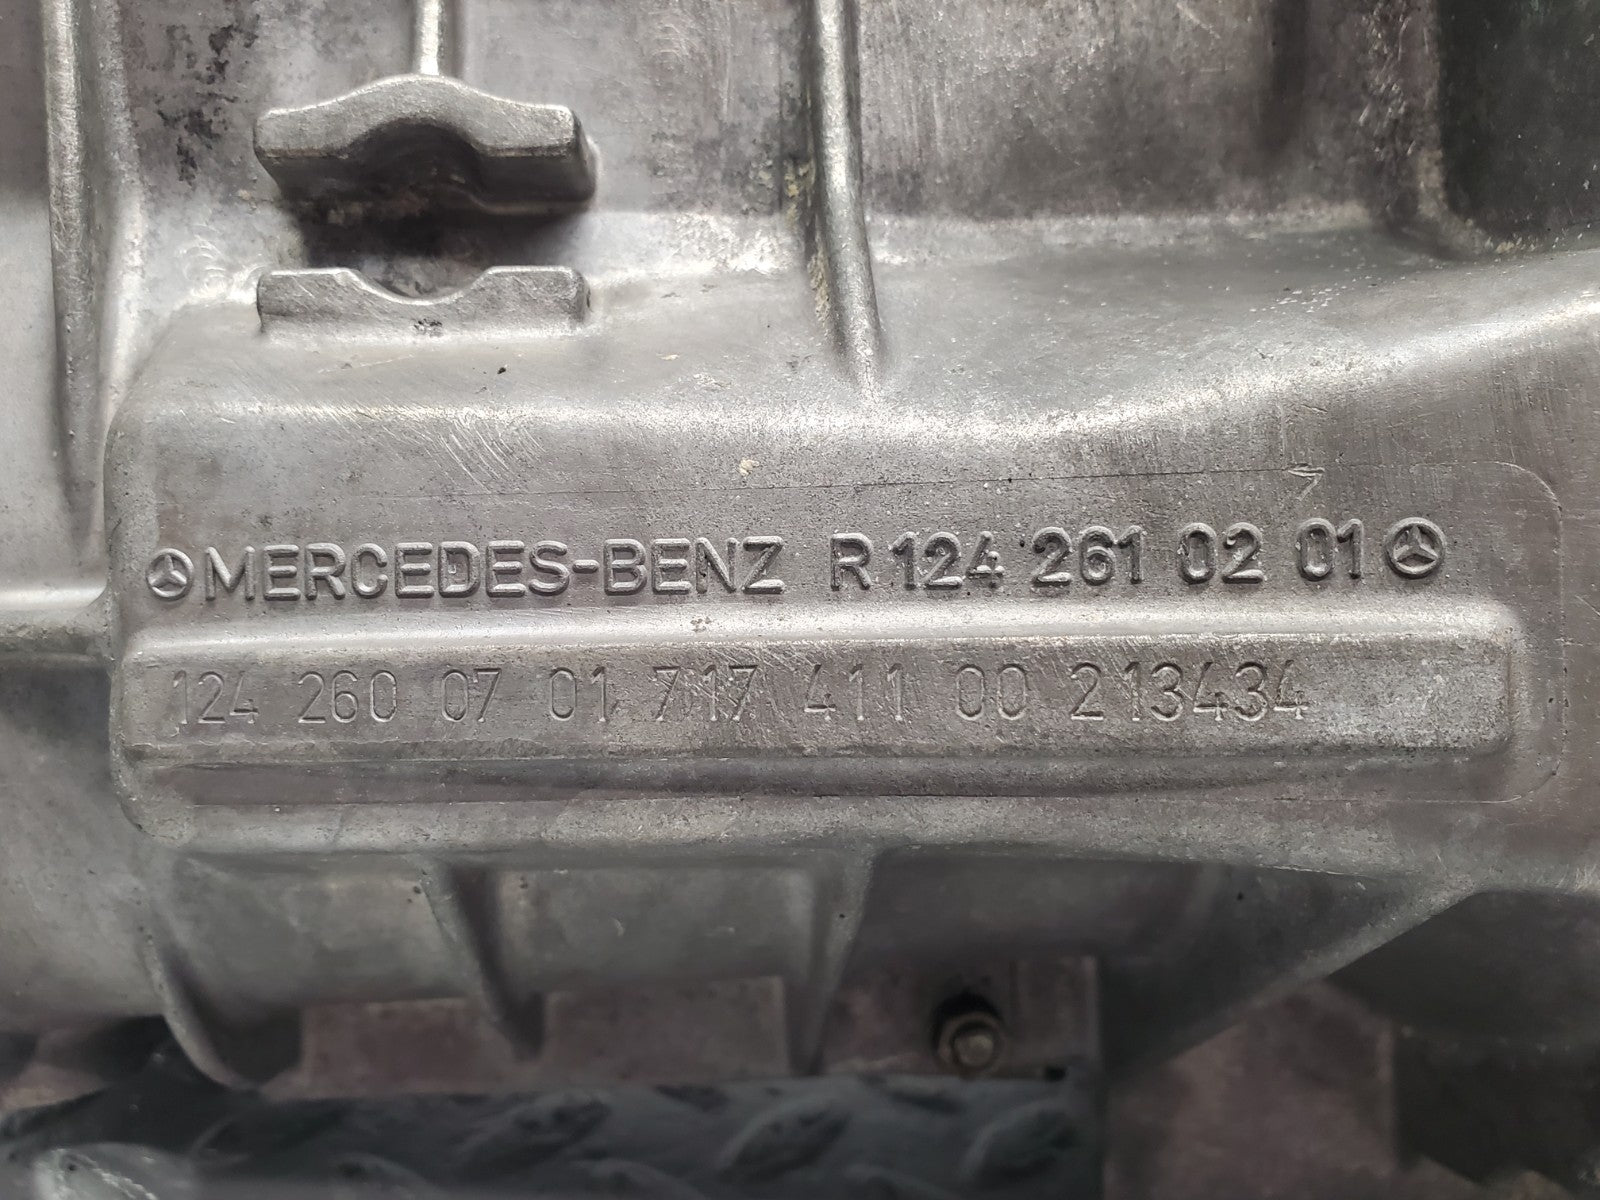 MERCEDES-BENZ R 124 261 02 01
124 260 07 01 717 411 00 213434